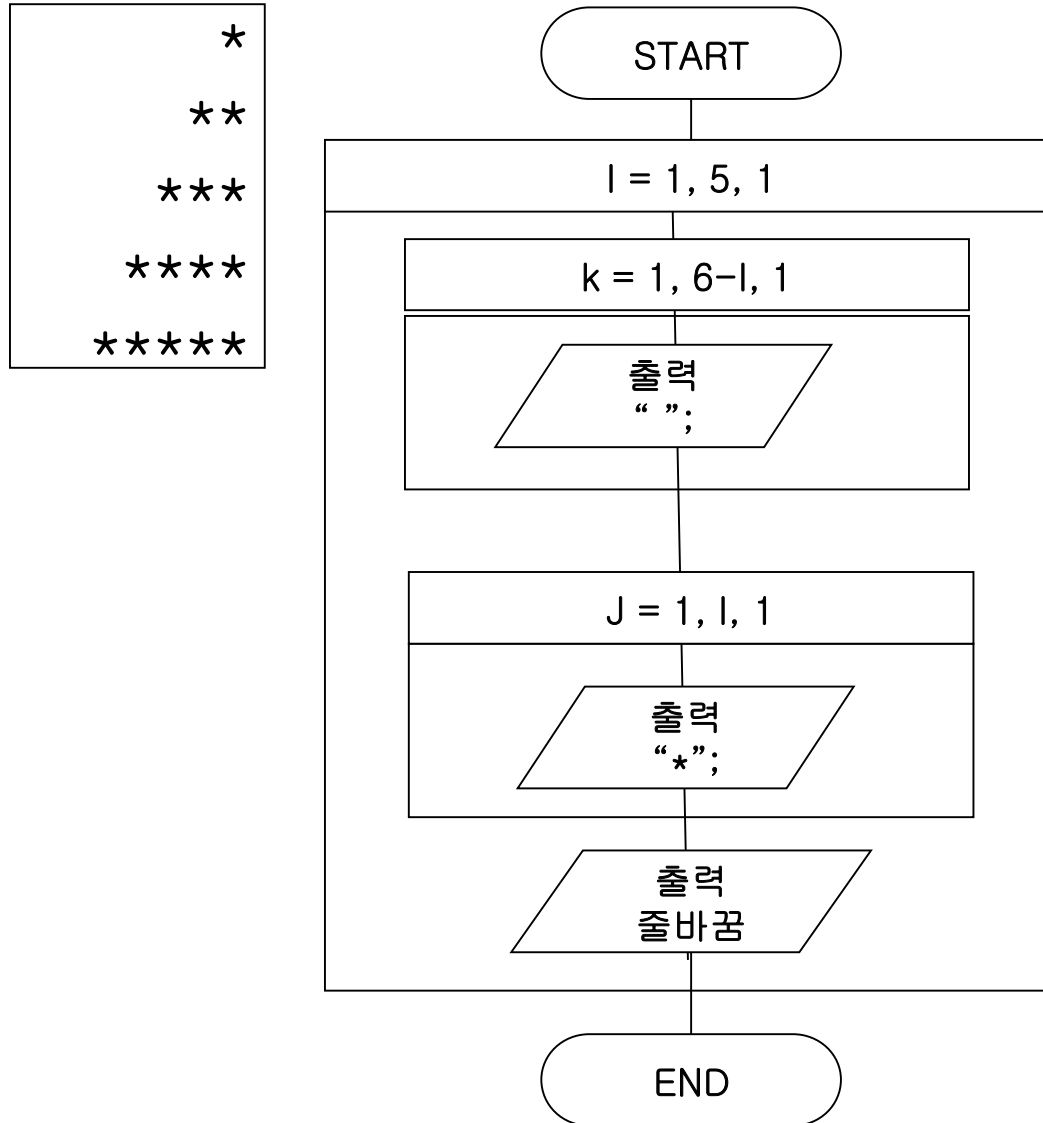 *
**
***
****
*****
START
I = 1, 5, 1
k = 1, 6-I, 1
출력
“ ”;
J = 1, I, 1
출력
“*”;
출력
줄바꿈
END